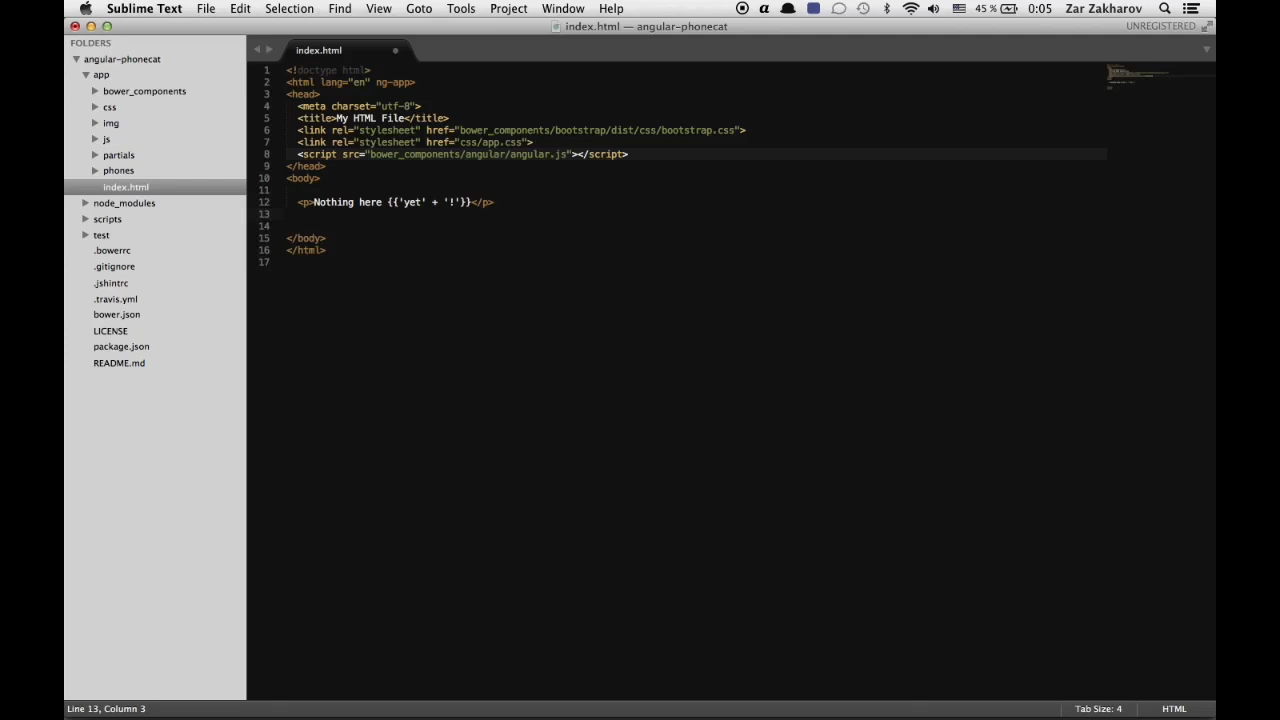 Sublime Text File Edit Selection Find View Goto Tools Project Window Help 45 % 0:05 Zar Zakharov
index.html — angular-phonecat UNREGISTERED
FOLDERS
angular-phonecat
app
bower_components
css
img
js
partials
phones
index.html
node_modules
scripts
test
.bowerrc
.gitignore
.jshintrc
.travis.yml
bower.json
LICENSE
package.json
README.md
index.html
1 <!doctype html>
2 <html lang="en" ng-app>
3 <head>
4 <meta charset="utf-8">
5 <title>My HTML File</title>
6 <link rel="stylesheet" href="bower_components/bootstrap/dist/css/bootstrap.css">
7 <link rel="stylesheet" href="css/app.css">
8 <script src="bower_components/angular/angular.js"></script>
9 </head>
10 <body>
11
12 <p>Nothing here {{'yet' + '!'}}</p>
13
14
15 </body>
16 </html>
17
Line 13, Column 3 Tab Size: 4 HTML